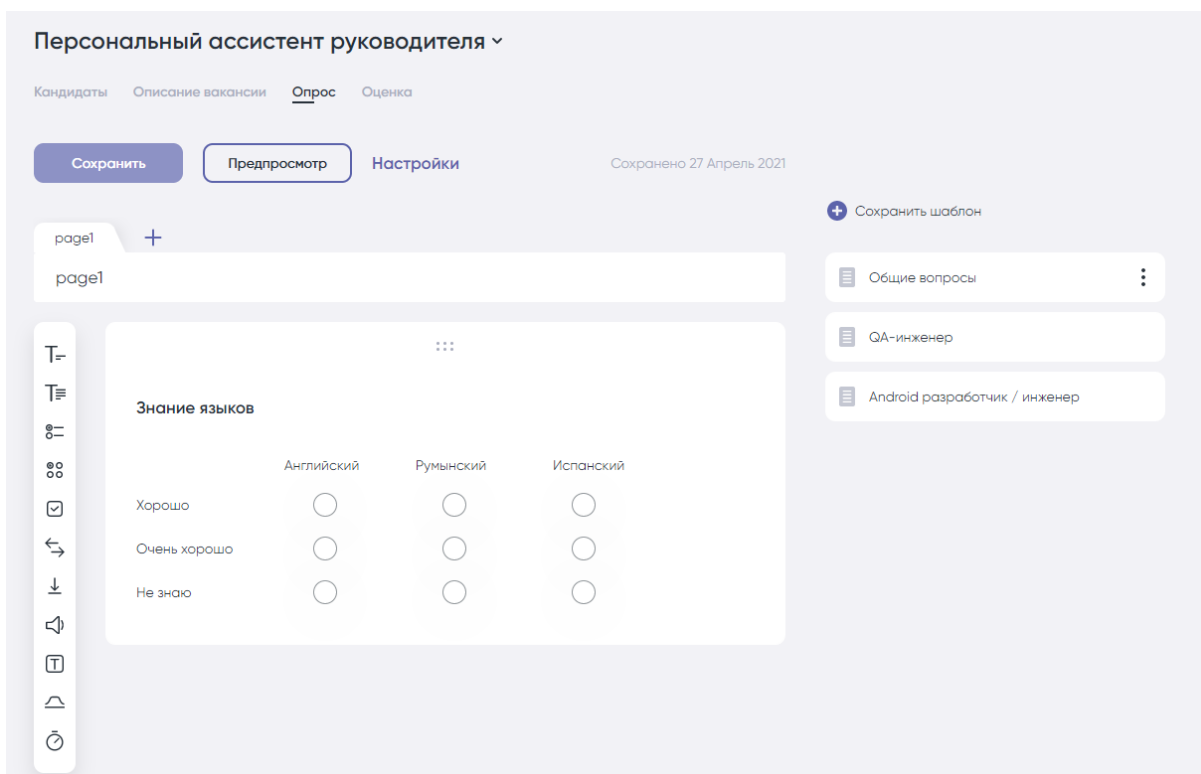 Персональный ассистент руководителя
Кандидаты Описание вакансии Опрос Оценка
Сохранить Предпросмотр Настройки Сохранено 27 Апрель 2021
Сохранить шаблон
page1
page1
Общие вопросы
QA-инженер
Android разработчик / инженер
Знание языков
Английский Румынский Испанский
Хорошо
Очень хорошо
Не знаю